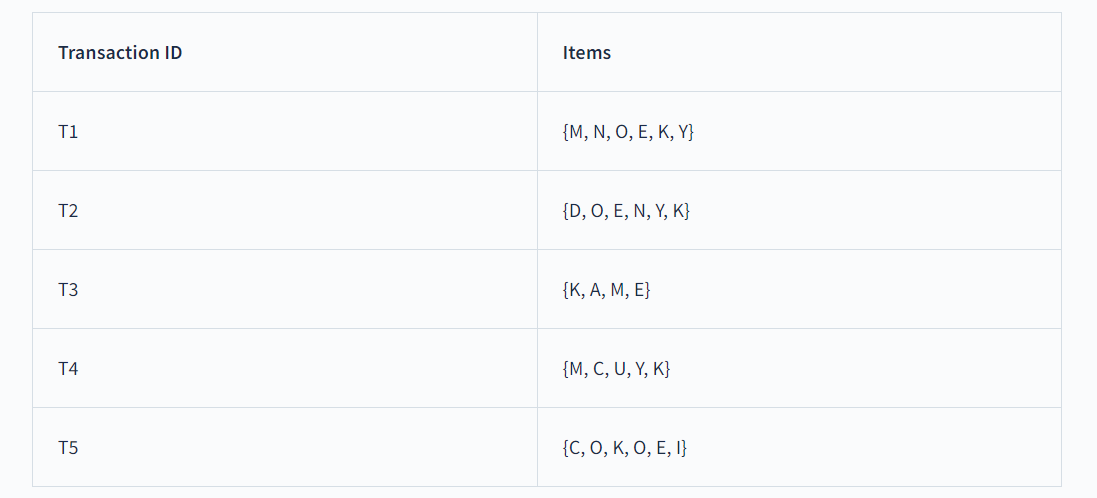 Transaction ID Items
T1 {M, N, O, E, K, Y}
T2 {D, O, E, N, Y, K}
T3 {K, A, M, E}
T4 {M, C, U, Y, K}
T5 {C, O, K, O, E, I}